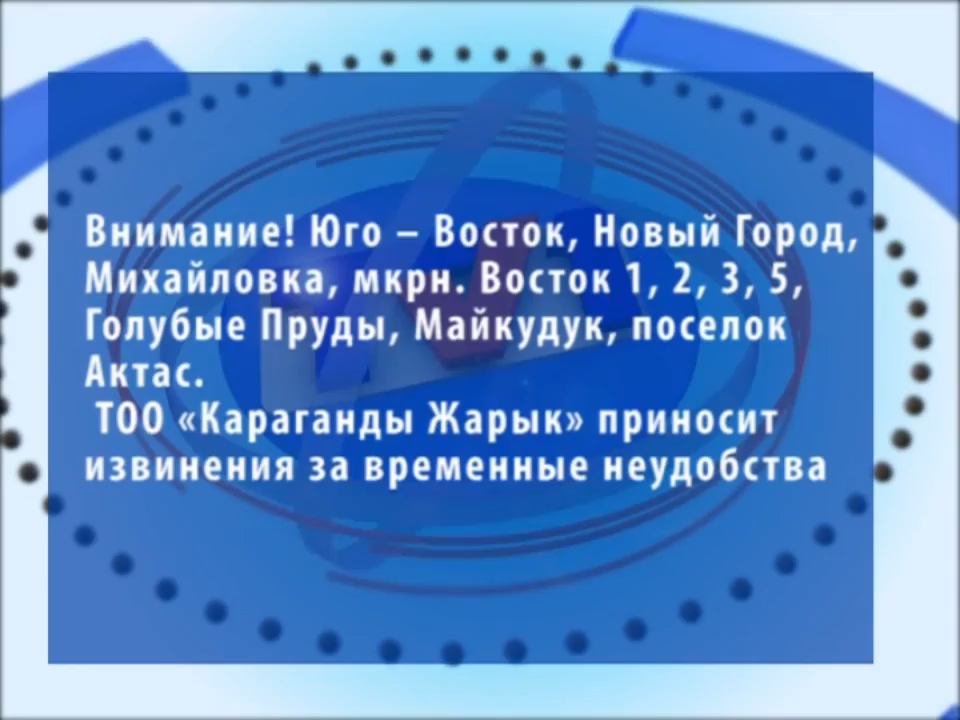 Внимание! Юго – Восток, Новый Город,
Михайловка, мкрн. Восток 1, 2, 3, 5,
Голубые Пруды, Майкудук, поселок
Актас.
ТОО «Караганды Жарык» приносит
извинения за временные неудобства